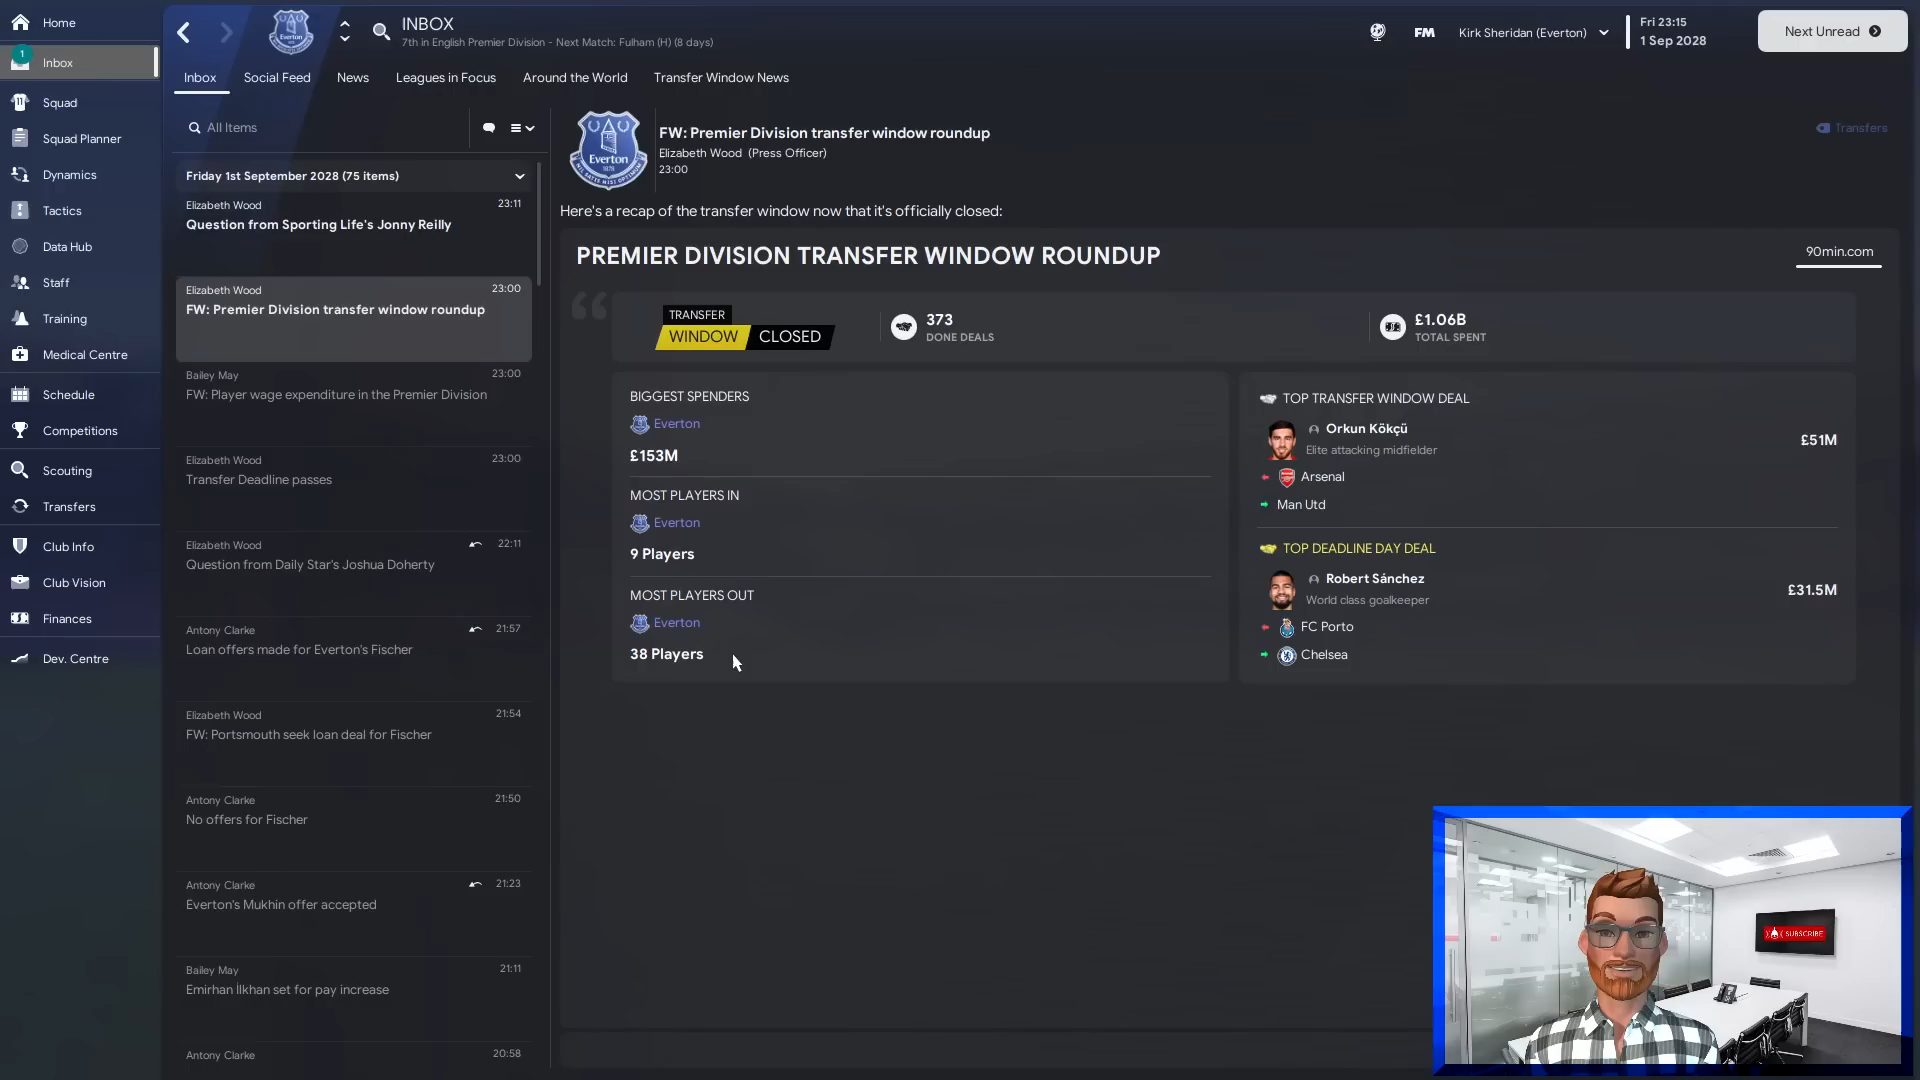 Home
1
Inbox
Squad
Squad Planner
Dynamics
Tactics
Data Hub
Staff
Training
Medical Centre
Schedule
Competitions
Scouting
Transfers
Club Info
Club Vision
Finances
Dev. Centre
Everton
INBOX
7th in English Premier Division - Next Match: Fulham (H) (8 days)
FM
Kirk Sheridan (Everton)
Fri 23:15
1 Sep 2028
Next Unread
Inbox
Social Feed
News
Leagues in Focus
Around the World
Transfer Window News
All Items
Friday 1st September 2028 (75 items)
Elizabeth Wood 23:11
Question from Sporting Life's Jonny Reilly
Elizabeth Wood 23:00
FW: Premier Division transfer window roundup
Bailey May 23:00
FW: Player wage expenditure in the Premier Division
Elizabeth Wood 23:00
Transfer Deadline passes
Elizabeth Wood 22:11
Question from Daily Star's Joshua Doherty
Antony Clarke 21:57
Loan offers made for Everton's Fischer
Elizabeth Wood 21:54
FW: Portsmouth seek loan deal for Fischer
Antony Clarke 21:50
No offers for Fischer
Antony Clarke 21:23
Everton's Mukhin offer accepted
Bailey May 21:11
Emirhan İlkhan set for pay increase
Antony Clarke 20:58
Everton
1878
NIL SATIS NISI OPTIMUM
FW: Premier Division transfer window roundup
Elizabeth Wood (Press Officer)
23:00
Transfers
Here's a recap of the transfer window now that it's officially closed:
PREMIER DIVISION TRANSFER WINDOW ROUNDUP
90min.com
TRANSFER
WINDOW CLOSED
373
DONE DEALS
£1.06B
TOTAL SPENT
BIGGEST SPENDERS
Everton
£153M
MOST PLAYERS IN
Everton
9 Players
MOST PLAYERS OUT
Everton
38 Players
TOP TRANSFER WINDOW DEAL
Orkun Kökçü
Elite attacking midfielder
£51M
Arsenal
Man Utd
TOP DEADLINE DAY DEAL
Robert Sánchez
World class goalkeeper
£31.5M
FC Porto
Chelsea
SUBSCRIBE